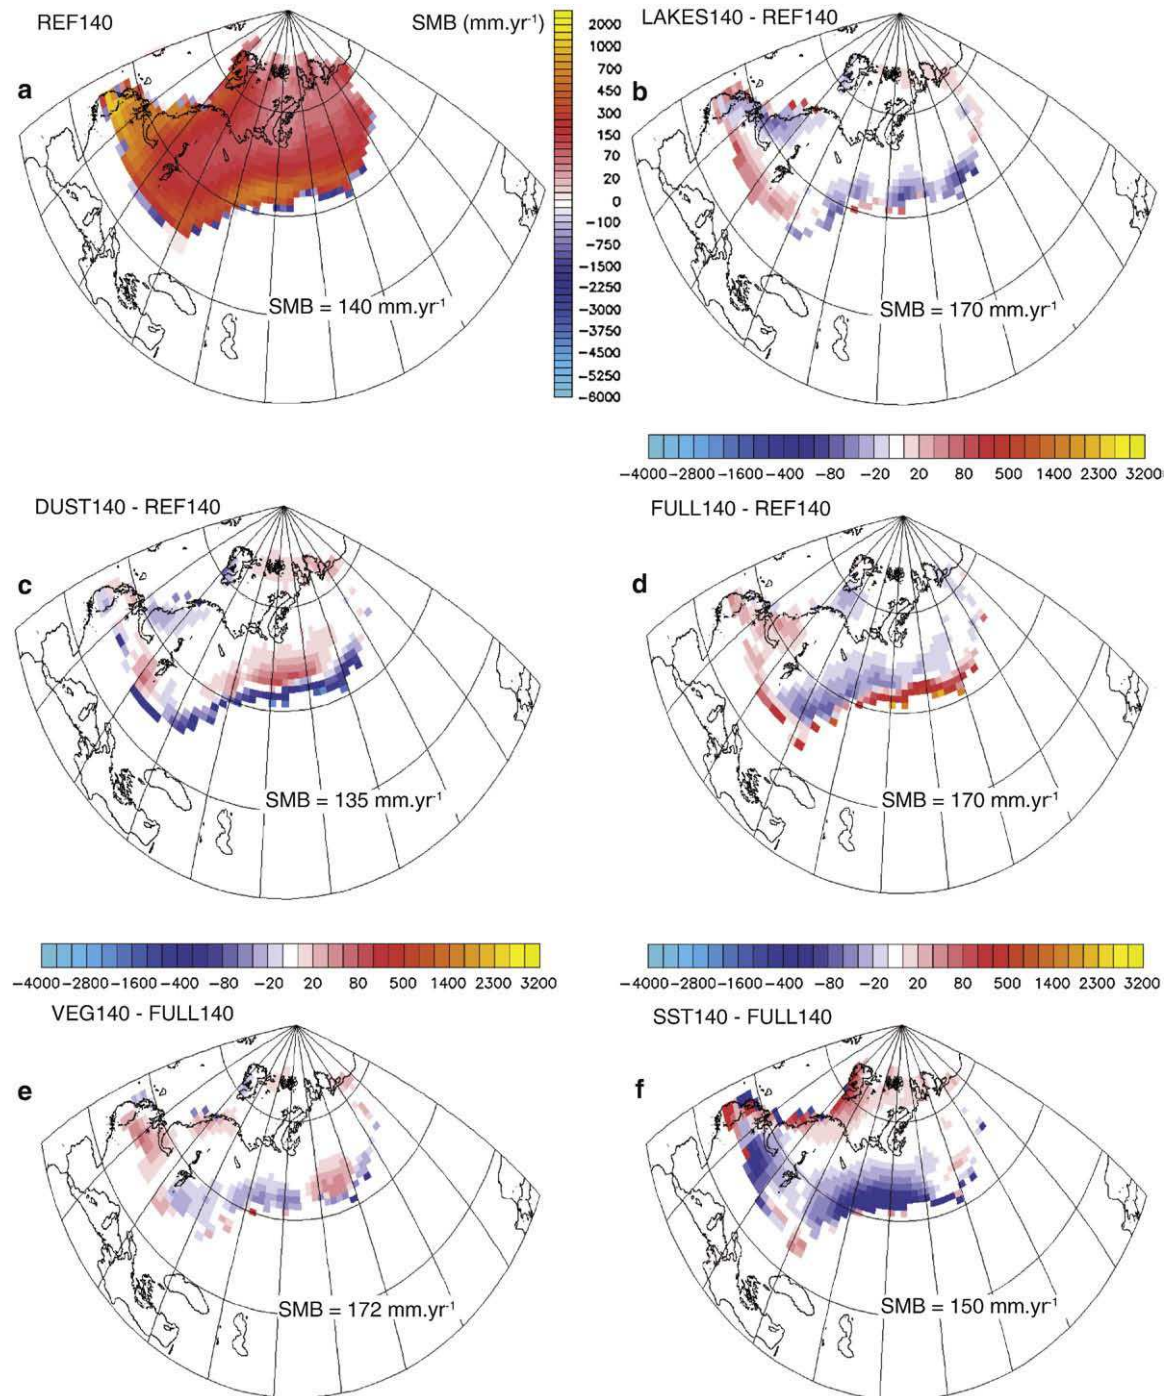 REF140
SMB (mm.yr-1)
a
2000
1000
700
450
300
150
70
20
0
-100
-750
-1500
-2250
-3000
-3750
-4500
-5250
-6000
SMB = 140 mm.yr-1
LAKES140 - REF140
b
SMB = 170 mm.yr-1
-4000 -2800 -1600 -400 -80 -20 20 80 500 1400 2300 3200
DUST140 - REF140
c
SMB = 135 mm.yr-1
FULL140 - REF140
d
SMB = 170 mm.yr-1
-4000 -2800 -1600 -400 -80 -20 20 80 500 1400 2300 3200
-4000 -2800 -1600 -400 -80 -20 20 80 500 1400 2300 3200
VEG140 - FULL140
e
SMB = 172 mm.yr-1
SST140 - FULL140
f
SMB = 150 mm.yr-1